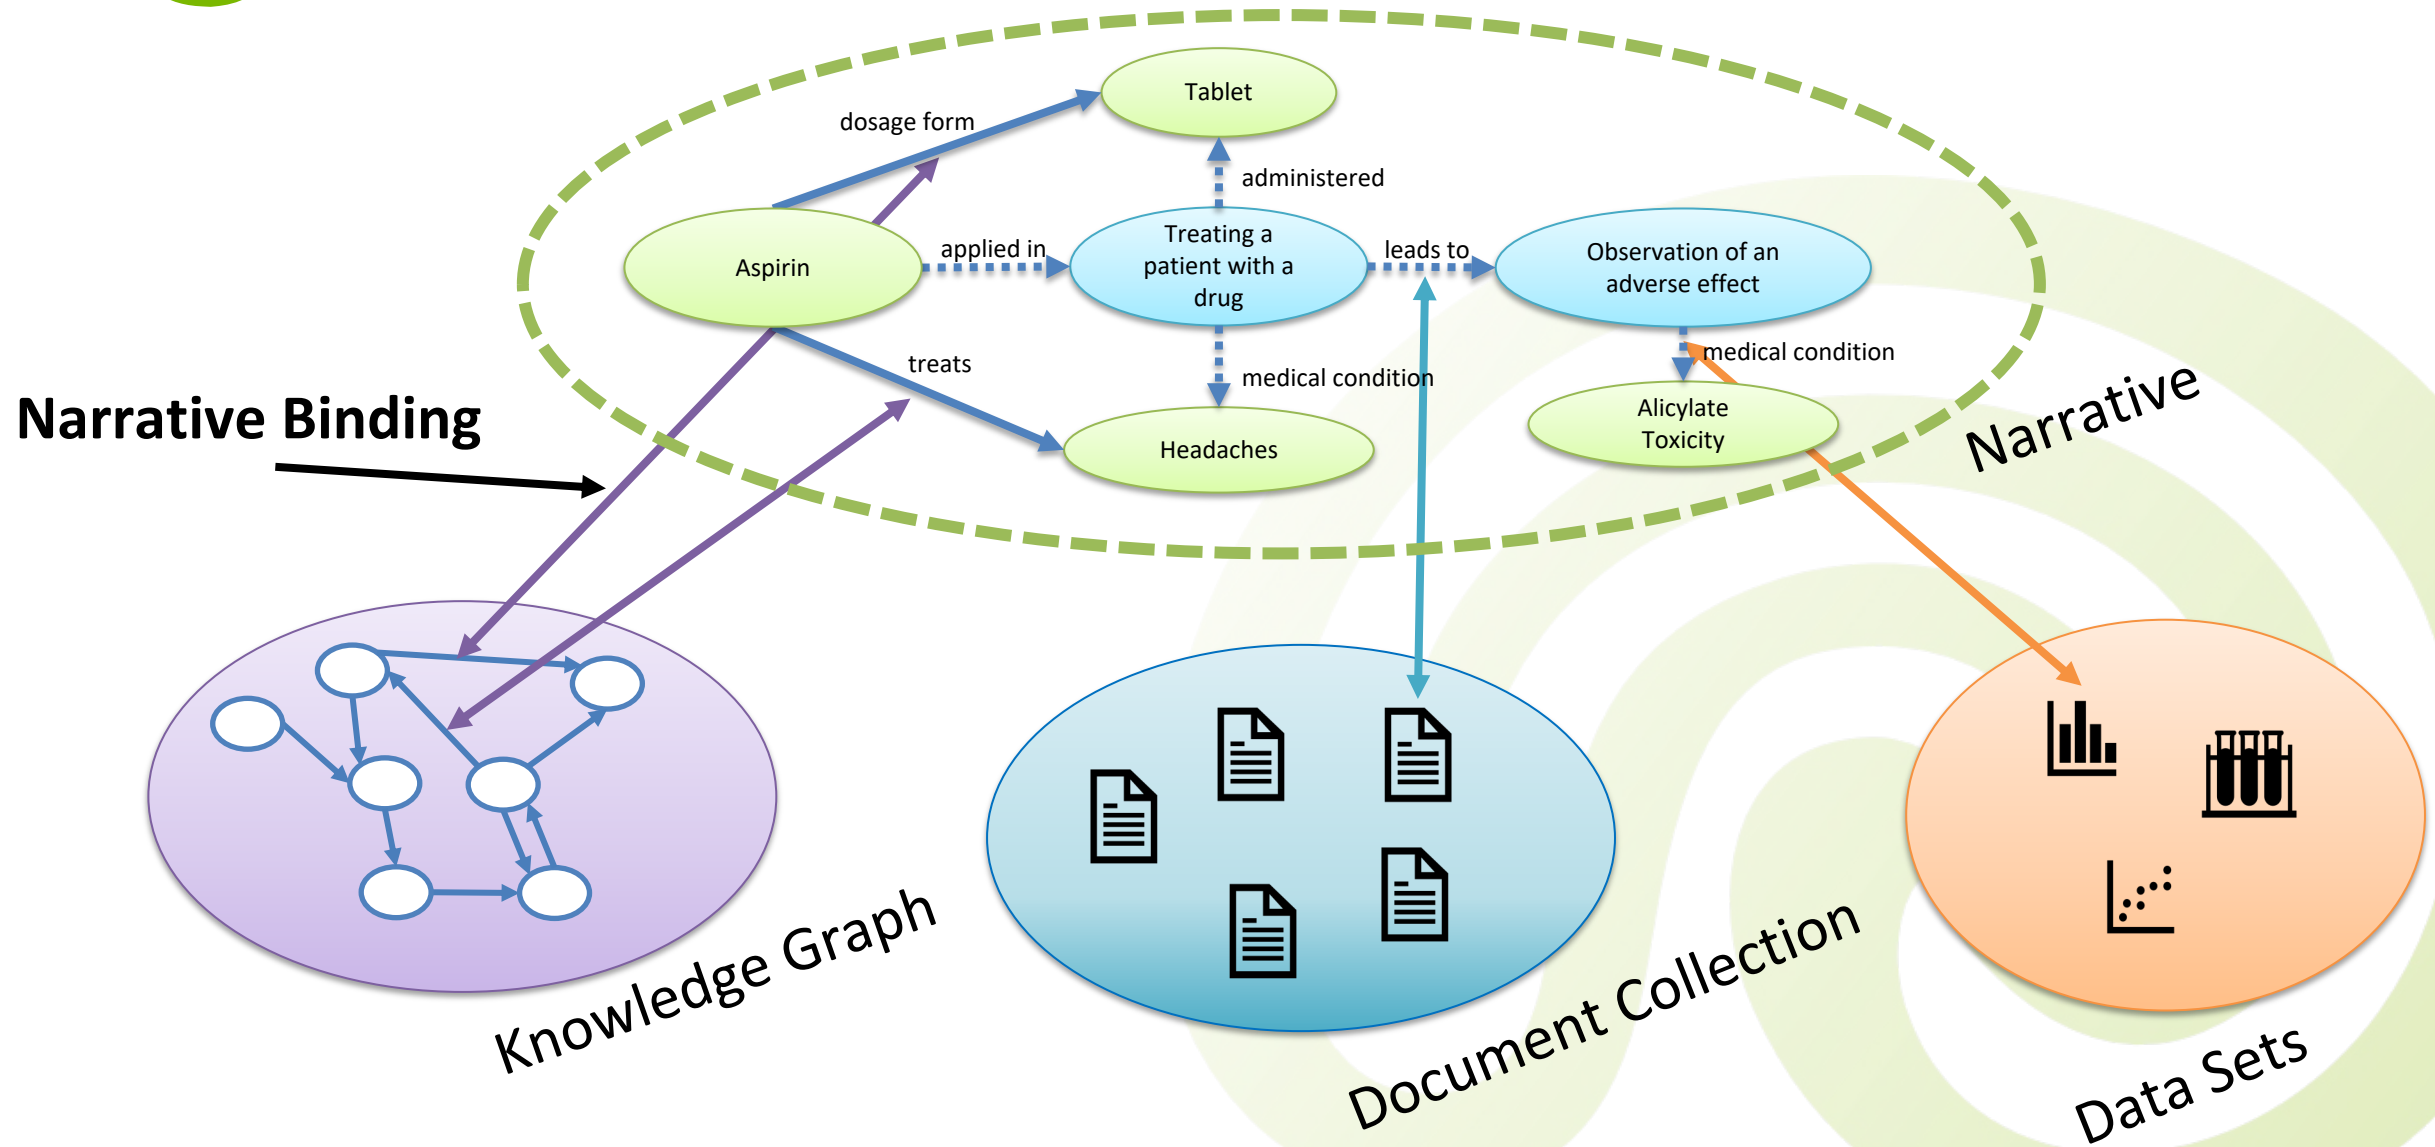 Tablet
dosage form
administered
Aspirin
applied in
Treating a
patient with a
drug
leads to
Observation of an
adverse effect
treats
medical condition
medical condition
Alicylate
Toxicity
Headaches
Narrative Binding
Narrative
Knowledge Graph
Document Collection
Data Sets